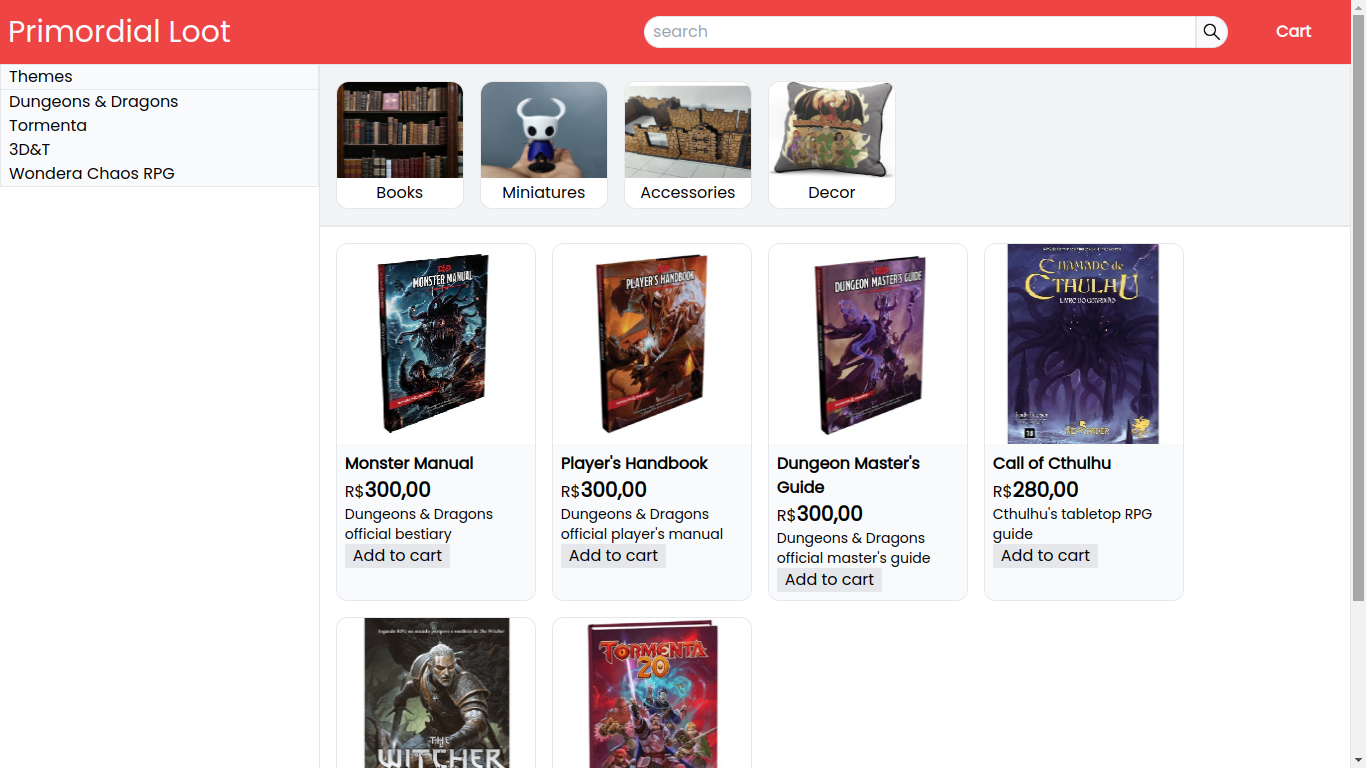 Primordial Loot
search
Cart
Themes
Dungeons & Dragons
Tormenta
3D&T
Wondera Chaos RPG
Books
Miniatures
Accessories
Decor
D&D
MONSTER MANUAL
D&D
PLAYER'S HANDBOOK
D&D
DUNGEON MASTER'S GUIDE
CHAMADO de
CTHULHU
LIVRO DO GUARDIÃO
18
Monster Manual
R$300,00
Dungeons & Dragons
official bestiary
Add to cart
Player's Handbook
R$300,00
Dungeons & Dragons
official player's manual
Add to cart
Dungeon Master's
Guide
R$300,00
Dungeons & Dragons
official master's guide
Add to cart
Call of Cthulhu
R$280,00
Cthulhu's tabletop RPG
guide
Add to cart
THE
WITCHER
TORMENTA
20